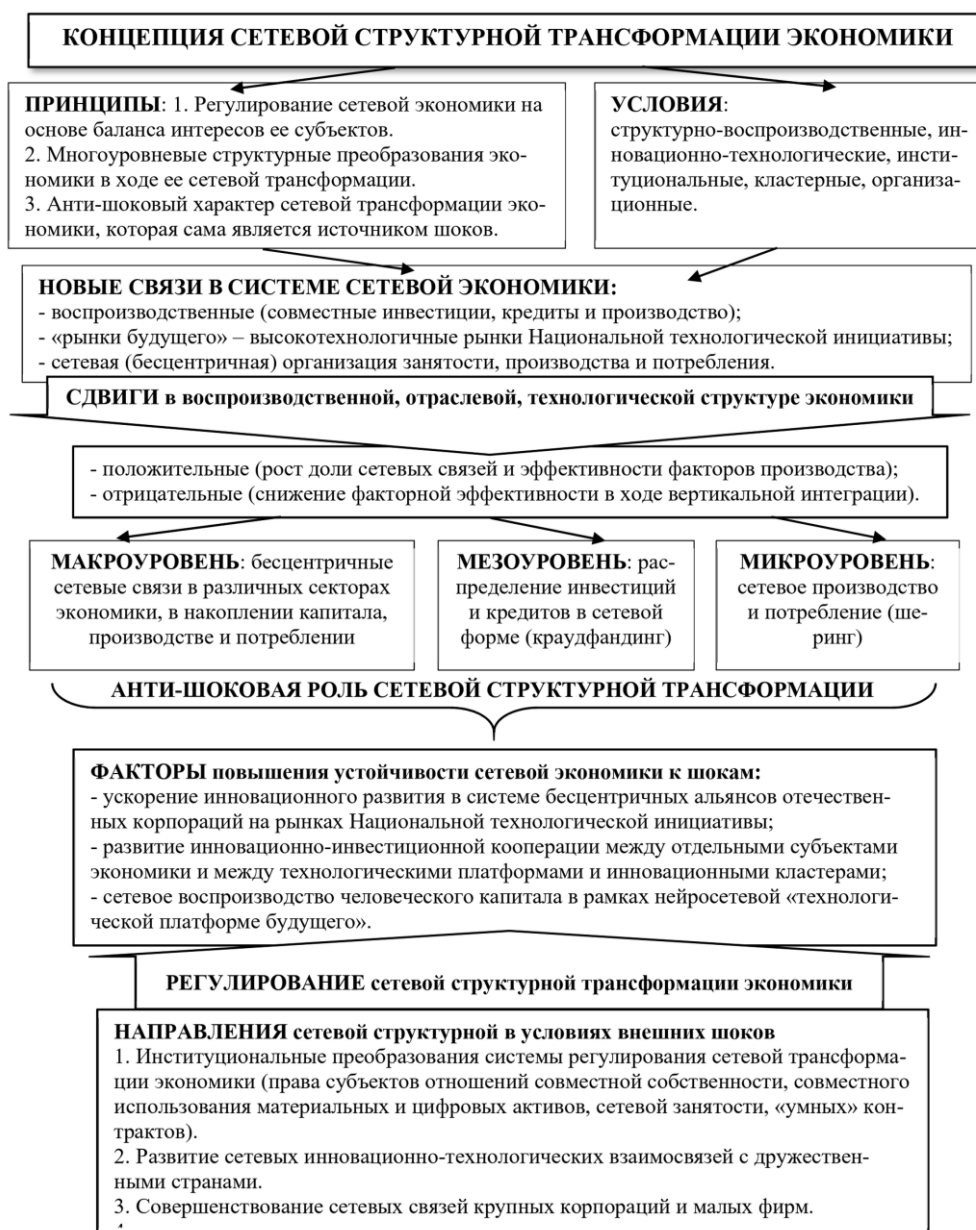 КОНЦЕПЦИЯ СЕТЕВОЙ СТРУКТУРНОЙ ТРАНСФОРМАЦИИ ЭКОНОМИКИ
ПРИНЦИПЫ: 1. Регулирование сетевой экономики на
основе баланса интересов ее субъектов.
2. Многоуровневые структурные преобразования эко-
номики в ходе ее сетевой трансформации.
3. Анти-шоковый характер сетевой трансформации эко-
номики, которая сама является источником шоков.
УСЛОВИЯ:
структурно-воспроизводственные, ин-
новационно-технологические, инсти-
туциональные, кластерные, организа-
ционные.
НОВЫЕ СВЯЗИ В СИСТЕМЕ СЕТЕВОЙ ЭКОНОМИКИ:
- воспроизводственные (совместные инвестиции, кредиты и производство);
- «рынки будущего» – высокотехнологичные рынки Национальной технологической инициативы;
- сетевая (бесцентричная) организация занятости, производства и потребления.
СДВИГИ в воспроизводственной, отраслевой, технологической структуре экономики
- положительные (рост доли сетевых связей и эффективности факторов производства);
- отрицательные (снижение факторной эффективности в ходе вертикальной интеграции).
МАКРОУРОВЕНЬ: бесцентричные
сетевые связи в различных секторах
экономики, в накоплении капитала,
производстве и потреблении
МЕЗОУРОВЕНЬ: рас-
пределение инвестиций
и кредитов в сетевой
форме (краудфандинг)
МИКРОУРОВЕНЬ:
сетевое производство
и потребление (ше-
ринг)
АНТИ-ШОКОВАЯ РОЛЬ СЕТЕВОЙ СТРУКТУРНОЙ ТРАНСФОРМАЦИИ
ФАКТОРЫ повышения устойчивости сетевой экономики к шокам:
- ускорение инновационного развития в системе бесцентричных альянсов отечествен-
ных корпораций на рынках Национальной технологической инициативы;
- развитие инновационно-инвестиционной кооперации между отдельными субъектами
экономики и между технологическими платформами и инновационными кластерами;
- сетевое воспроизводство человеческого капитала в рамках нейросетевой «технологи-
ческой платформе будущего».
РЕГУЛИРОВАНИЕ сетевой структурной трансформации экономики
НАПРАВЛЕНИЯ сетевой структурной в условиях внешних шоков
1. Институциональные преобразования системы регулирования сетевой трансформа-
ции экономики (права субъектов отношений совместной собственности, совместного
использования материальных и цифровых активов, сетевой занятости, «умных» кон-
трактов).
2. Развитие сетевых инновационно-технологических взаимосвязей с дружествен-
ными странами.
3. Совершенствование сетевых связей крупных корпораций и малых фирм.